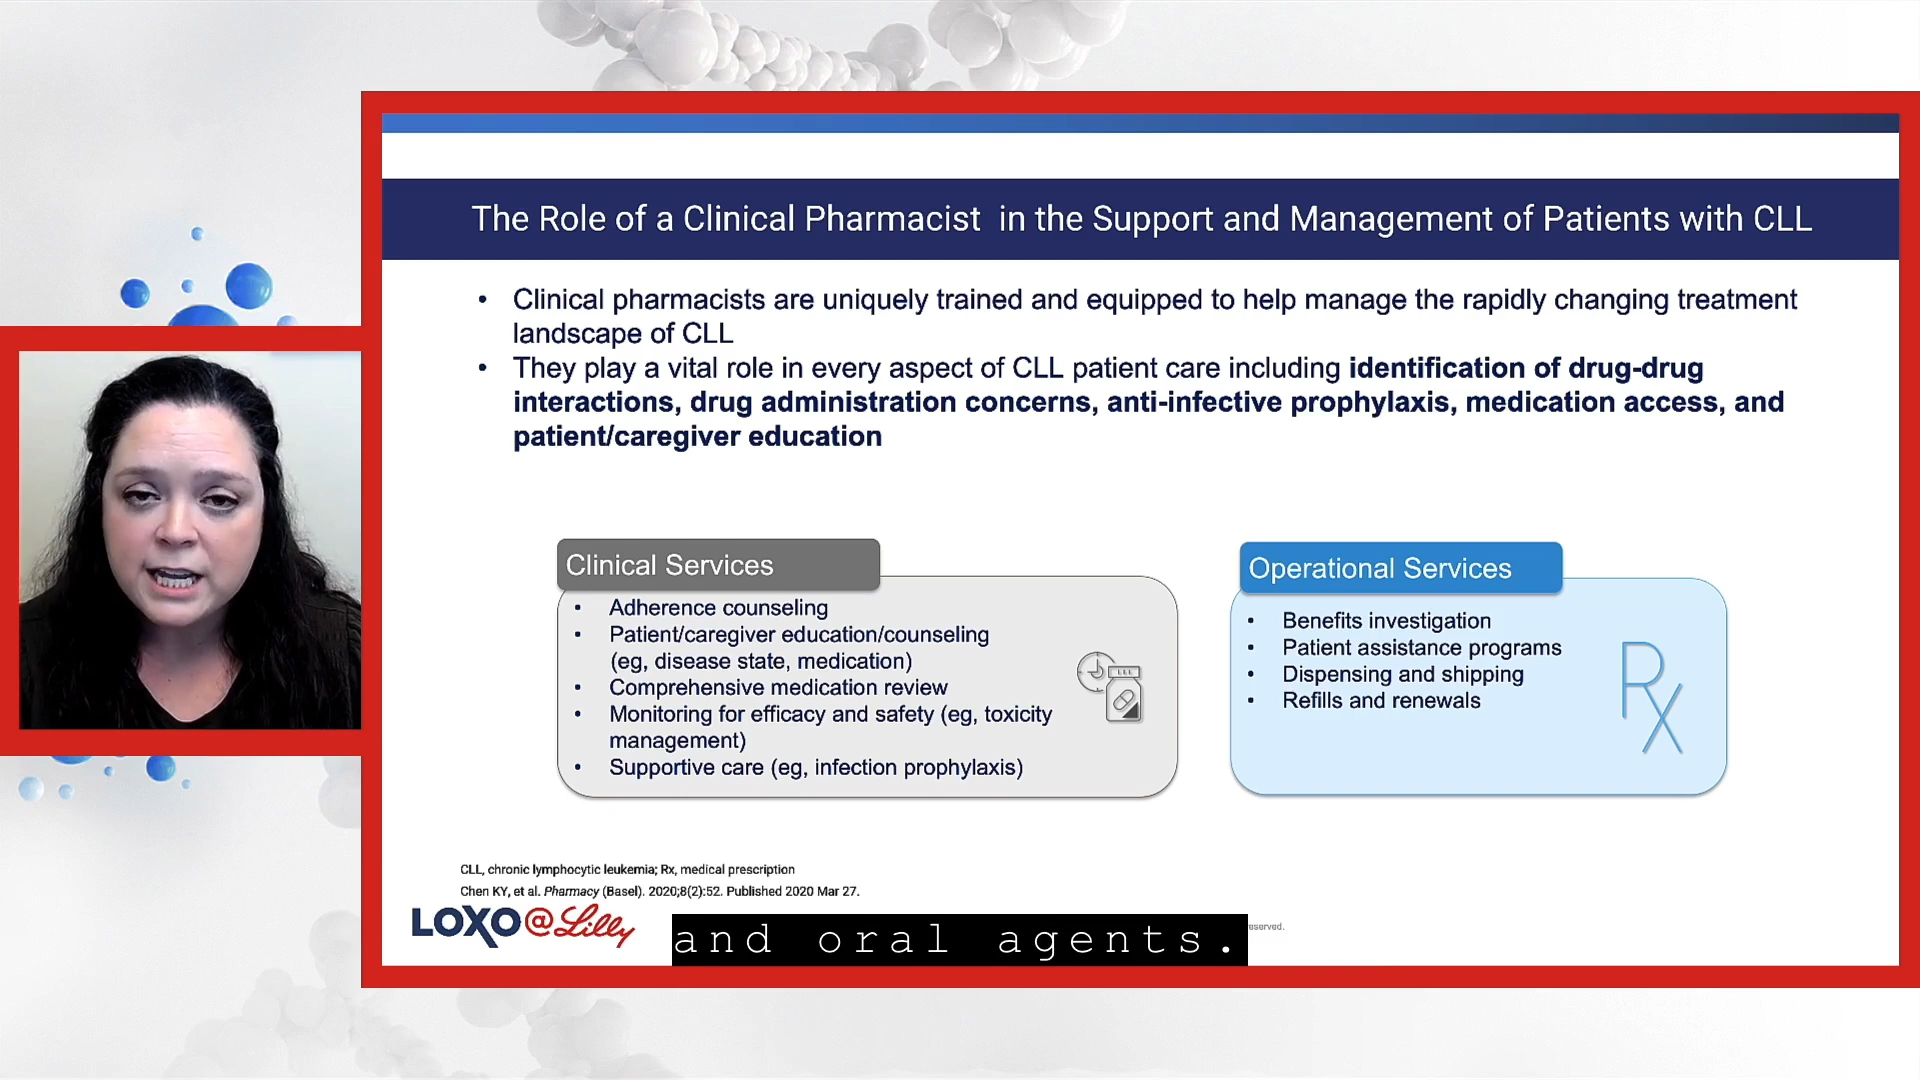 The Role of a Clinical Pharmacist in the Support and Management of Patients with CLL
• Clinical pharmacists are uniquely trained and equipped to help manage the rapidly changing treatment
landscape of CLL
• They play a vital role in every aspect of CLL patient care including identification of drug-drug
interactions, drug administration concerns, anti-infective prophylaxis, medication access, and
patient/caregiver education
Clinical Services
• Adherence counseling
• Patient/caregiver education/counseling
(eg, disease state, medication)
• Comprehensive medication review
• Monitoring for efficacy and safety (eg, toxicity
management)
• Supportive care (eg, infection prophylaxis)
Operational Services
• Benefits investigation
• Patient assistance programs
• Dispensing and shipping
• Refills and renewals
Rx
CLL, chronic lymphocytic leukemia; Rx, medical prescription
Chen KY, et al. Pharmacy (Basel). 2020;8(2):52. Published 2020 Mar 27.
LOXO@Lilly
and oral agents.